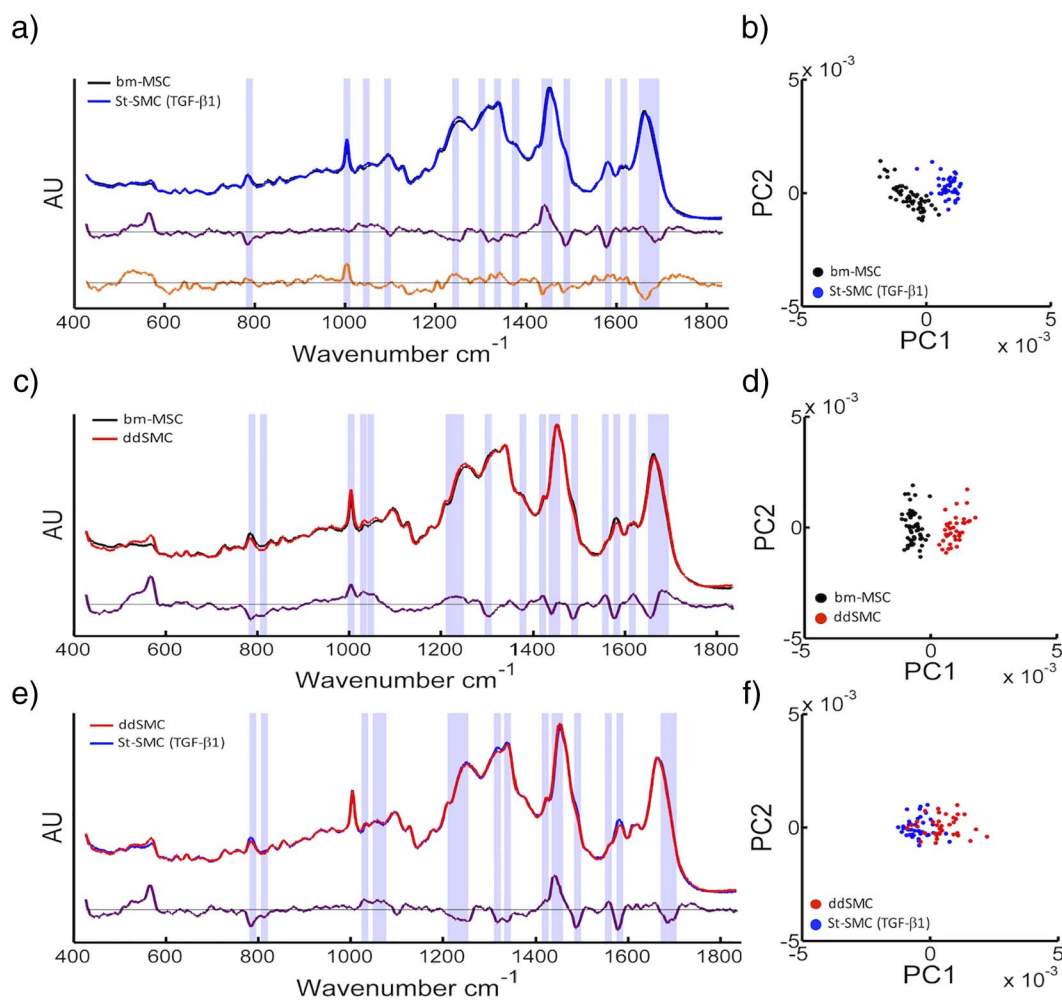 a)
bm-MSC
St-SMC (TGF-β1)
AU
400 600 800 1000 1200 1400 1600 1800
Wavenumber cm⁻¹
b)
5 x 10⁻³
PC2
0
bm-MSC
St-SMC (TGF-β1)
-5
-5 0 5
PC1 x 10⁻³
c)
bm-MSC
ddSMC
AU
400 600 800 1000 1200 1400 1600 1800
Wavenumber cm⁻¹
d)
5 x 10⁻³
PC2
0
bm-MSC
ddSMC
-5
-5 0 5
PC1 x 10⁻³
e)
ddSMC
St-SMC (TGF-β1)
AU
400 600 800 1000 1200 1400 1600 1800
Wavenumber cm⁻¹
f)
5 x 10⁻³
PC2
0
ddSMC
St-SMC (TGF-β1)
-5
-5 0 5
PC1 x 10⁻³